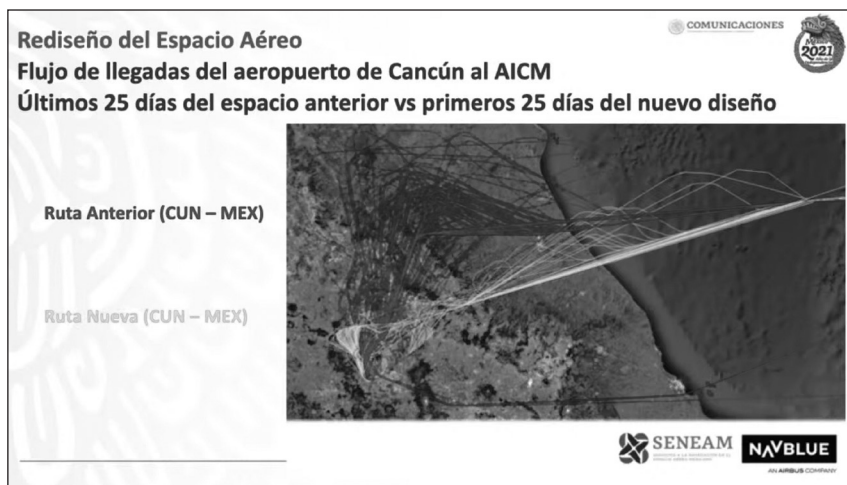 Rediseño del Espacio Aéreo
Flujo de llegadas del aeropuerto de Cancún al AICM
Últimos 25 días del espacio anterior vs primeros 25 días del nuevo diseño
COMUNICACIONES
México
2021
Ruta Anterior (CUN – MEX)
Ruta Nueva (CUN – MEX)
SENEAM
NAVBLUE
AN AIRBUS COMPANY